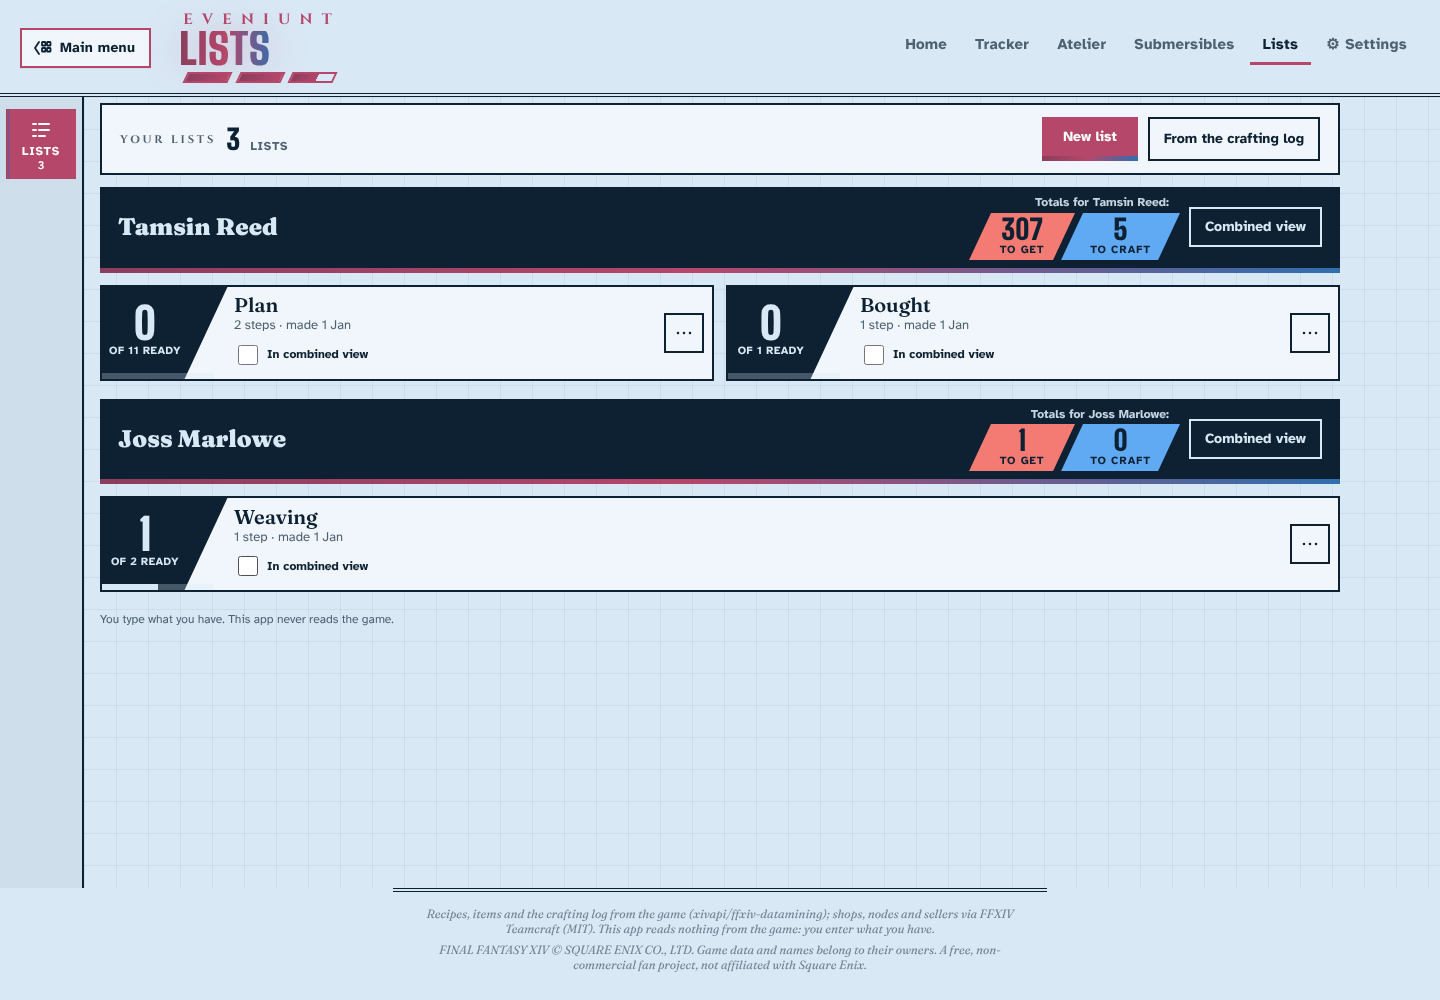 Main menu
EVENIUNT
LISTS
Home
Tracker
Atelier
Submersibles
Lists
⚙ Settings
LISTS
3
YOUR LISTS 3 LISTS
New list
From the crafting log
Tamsin Reed
Totals for Tamsin Reed:
307
TO GET
5
TO CRAFT
Combined view
0
OF 11 READY
Plan
2 steps · made 1 Jan
In combined view
...
0
OF 1 READY
Bought
1 step · made 1 Jan
In combined view
...
Joss Marlowe
Totals for Joss Marlowe:
1
TO GET
0
TO CRAFT
Combined view
1
OF 2 READY
Weaving
1 step · made 1 Jan
In combined view
...
You type what you have. This app never reads the game.
Recipes, items and the crafting log from the game (xivapi/ffxiv-datamining); shops, nodes and sellers via FFXIV
Teamcraft (MIT). This app reads nothing from the game: you enter what you have.
FINAL FANTASY XIV © SQUARE ENIX CO., LTD. Game data and names belong to their owners. A free, non-
commercial fan project, not affiliated with Square Enix.